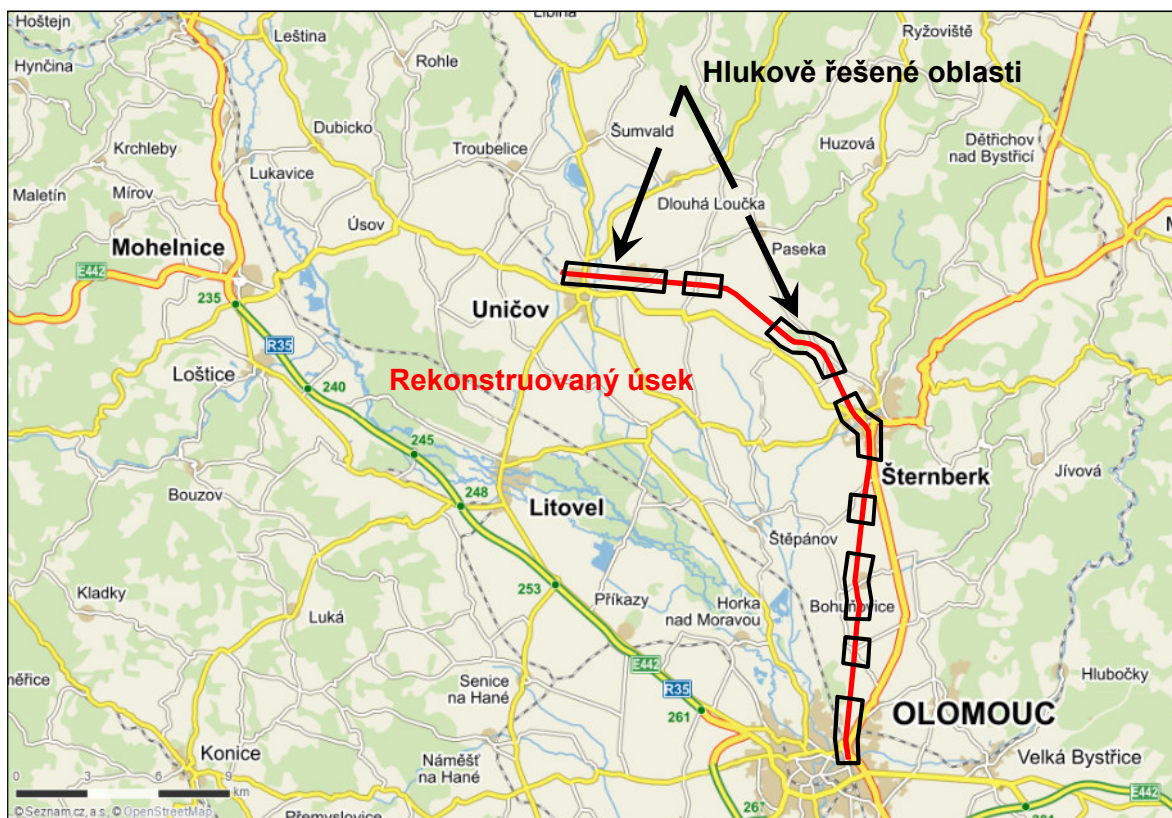 Hoštejn
Leština
Libina
Ryžoviště
Hynčina
Rohle
Hlukově řešené oblasti
Dubicko
Šumvald
Huzová
Dětřichov
nad Bystřicí
Krchleby
Troubelice
Lukavice
Maletín
Mírov
Dlouhá Loučka
Úsov
Paseka
Mohelnice
E442
235
Uničov
R35
Loštice
240
Rekonstruovaný úsek
245
Šternberk
Jívová
Bouzov
248
Litovel
Štěpánov
253
Kladky
Příkazy
Horka
nad Moravou
Bohuňovice
Luká
E442
Hlubočky
měřice
Senice
na Hané
R35
261
OLOMOUC
Konice
Náměšť
na Hané
Velká Bystřice
0 3 6 9 km
E442
© Seznam.cz, a.s., © OpenStreetMap
Přemyslovice